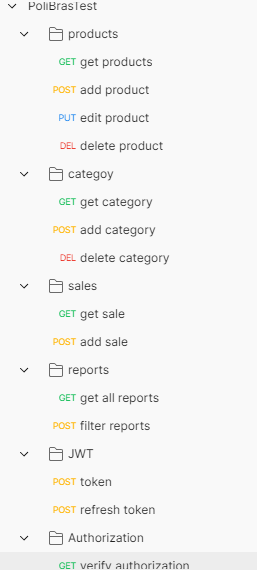 PoliBrasTest
products
GET get products
POST add product
PUT edit product
DEL delete product
categoy
GET get category
POST add category
DEL delete category
sales
GET get sale
POST add sale
reports
GET get all reports
POST filter reports
JWT
POST token
POST refresh token
Authorization
GET verify authorization